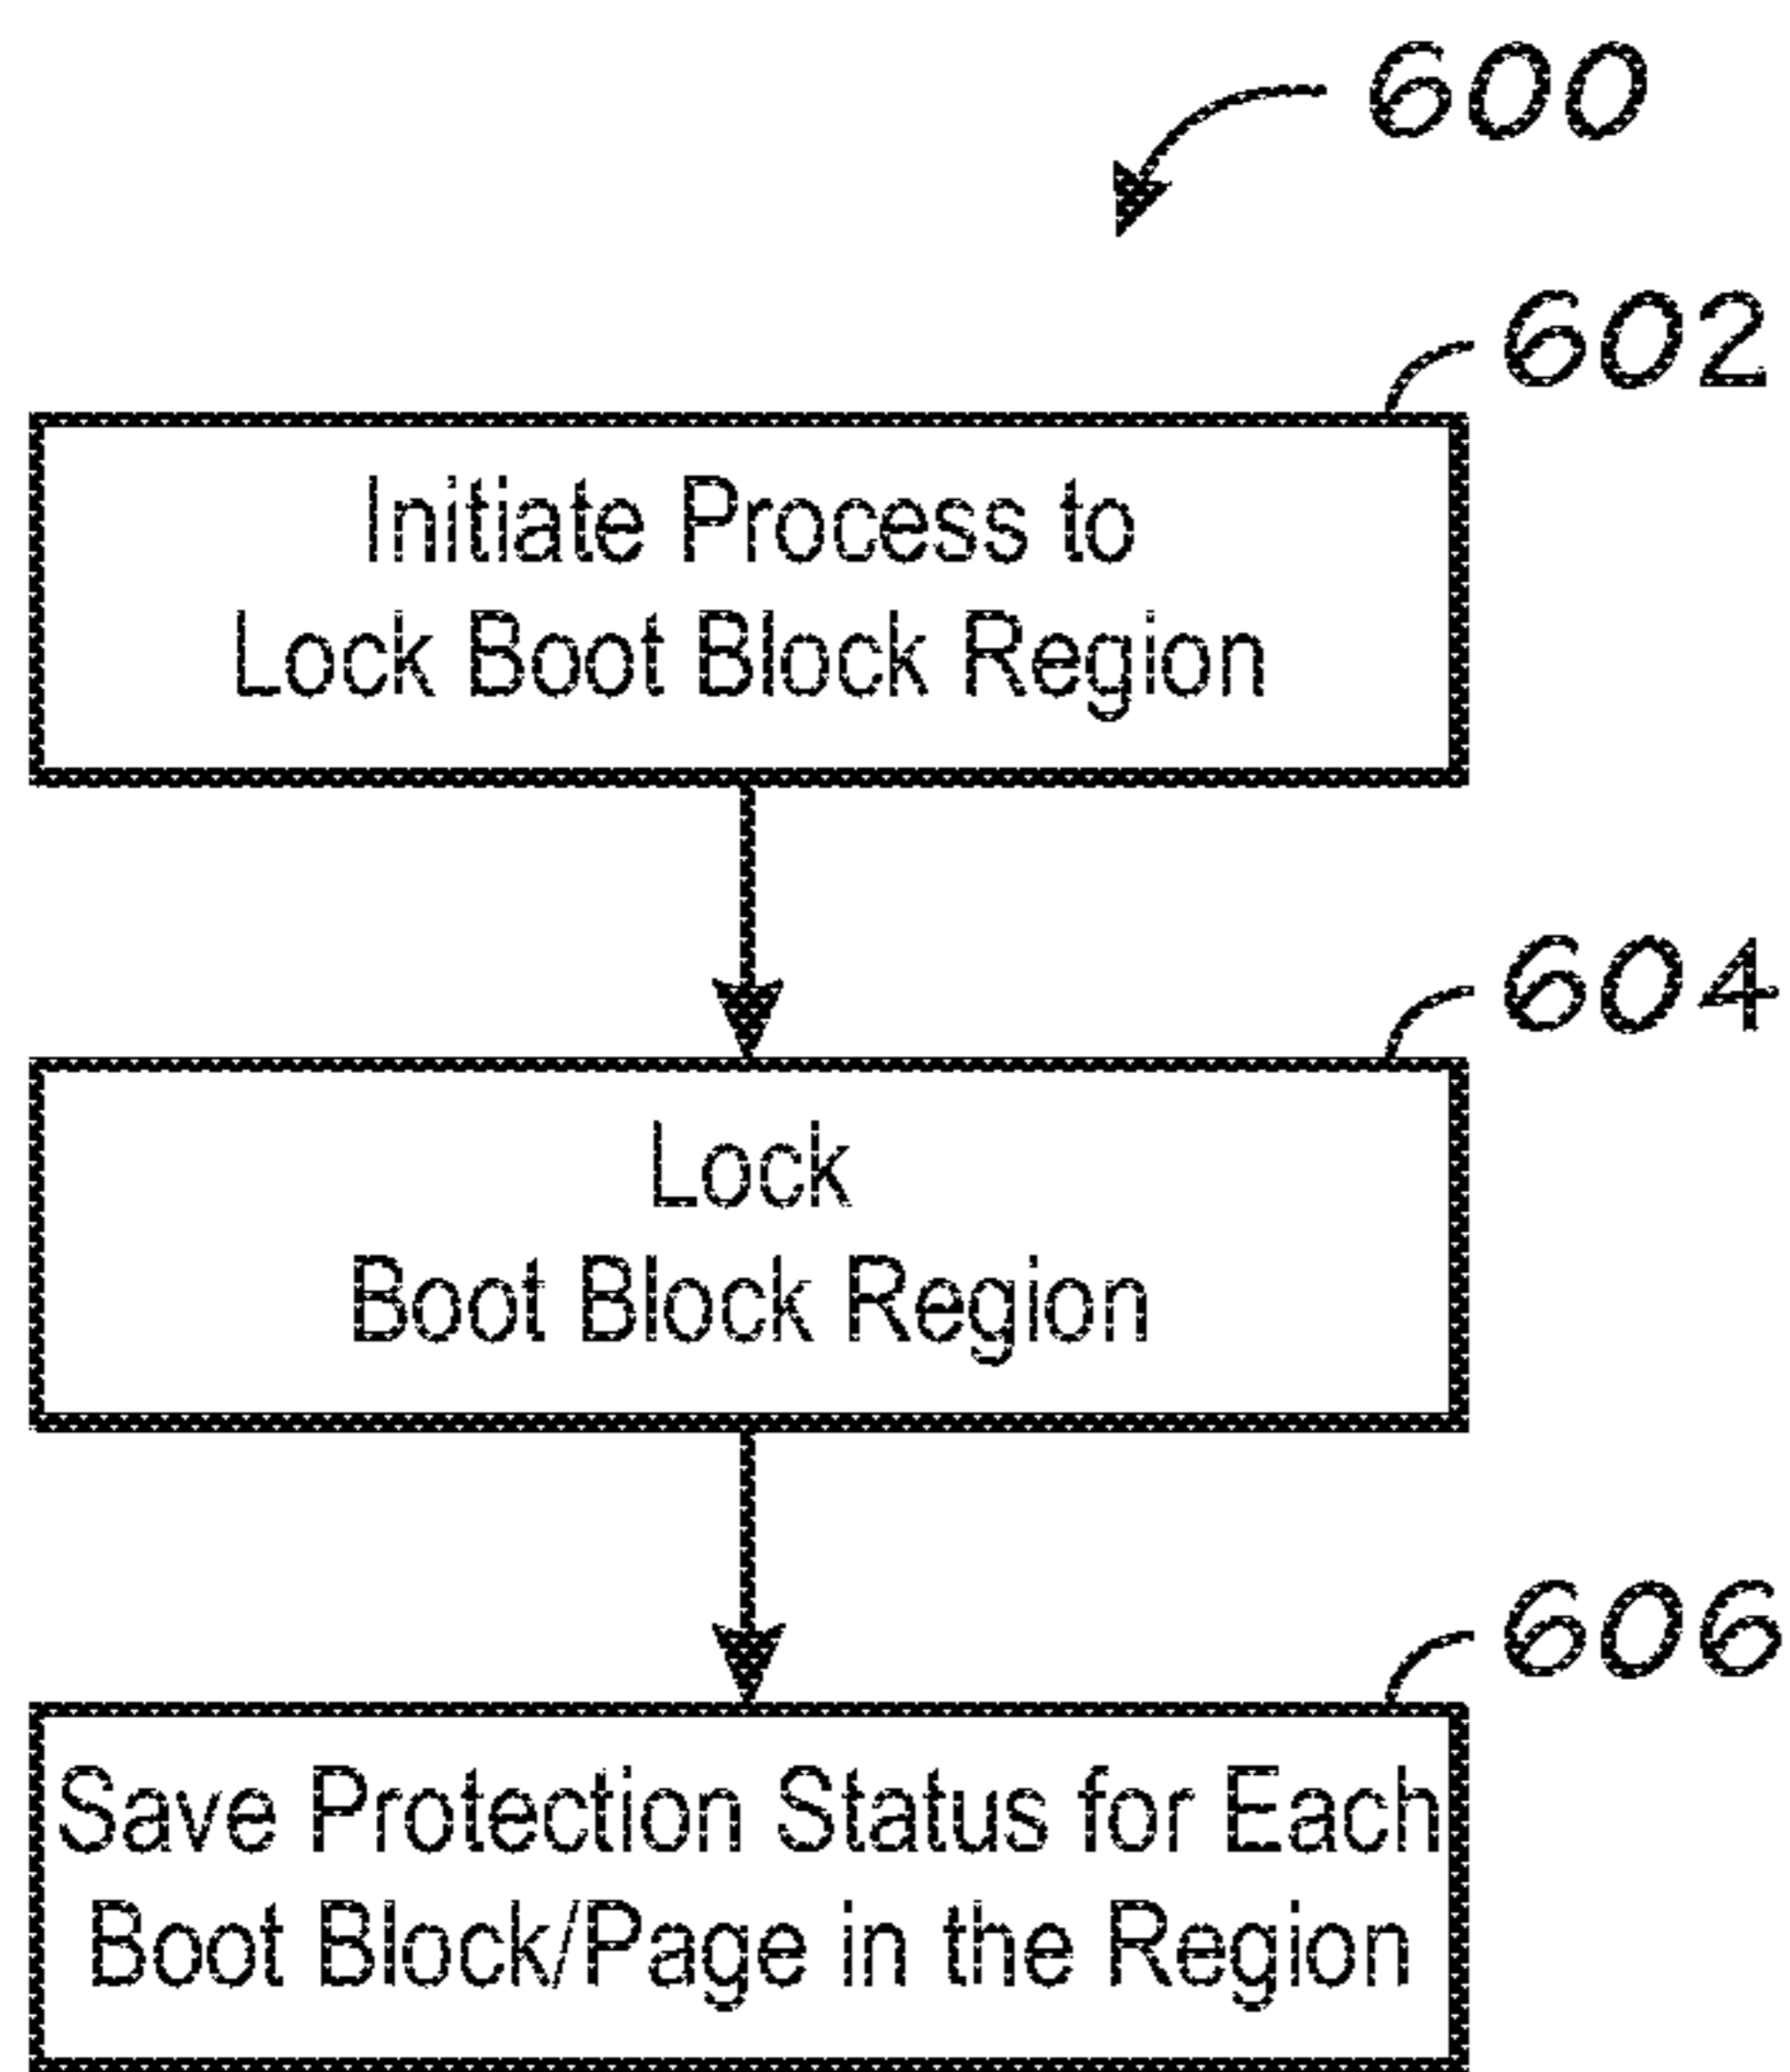 600
602
Initiate Process to
Lock Boot Block Region
604
Lock
Boot Block Region
606
Save Protection Status for Each
Boot Block/Page in the Region